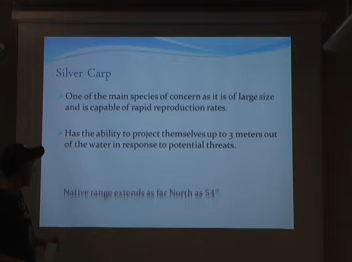 Silver Carp
One of the main species of concern as it is of large size
and is capable of rapid reproduction rates.
Has the ability to project themselves up to 3 meters out
of the water in response to potential threats.
Native range extends as far North as 54°